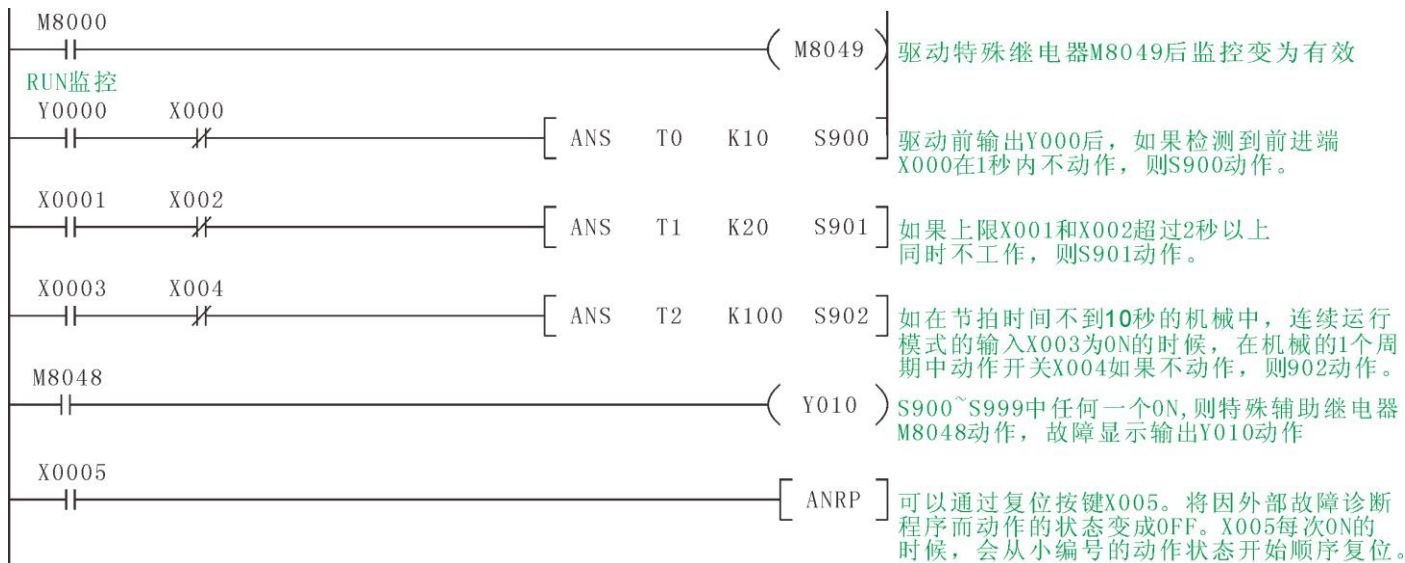 M8000
M8049 驱动特殊继电器M8049后监控变为有效
RUN监控
Y0000 X000
ANS T0 K10 S900 驱动前输出Y000后，如果检测到前进端
X000在1秒内不动作，则S900动作。
X0001 X002
ANS T1 K20 S901 如果上限X001和X002超过2秒以上
同时不工作，则S901动作。
X0003 X004
ANS T2 K100 S902 如在节拍时间不到10秒的机械中，连续运行
模式的输入X003为ON的时候，在机械的1个周
期中动作开关X004如果不动作，则902动作。
M8048
Y010 S900~S999中任何一个ON,则特殊辅助继电器
M8048动作，故障显示输出Y010动作
X0005
ANRP 可以通过复位按键X005。将因外部故障诊断
程序而动作的状态变成OFF。X005每次ON的
时候，会从小编号的动作状态开始顺序复位。